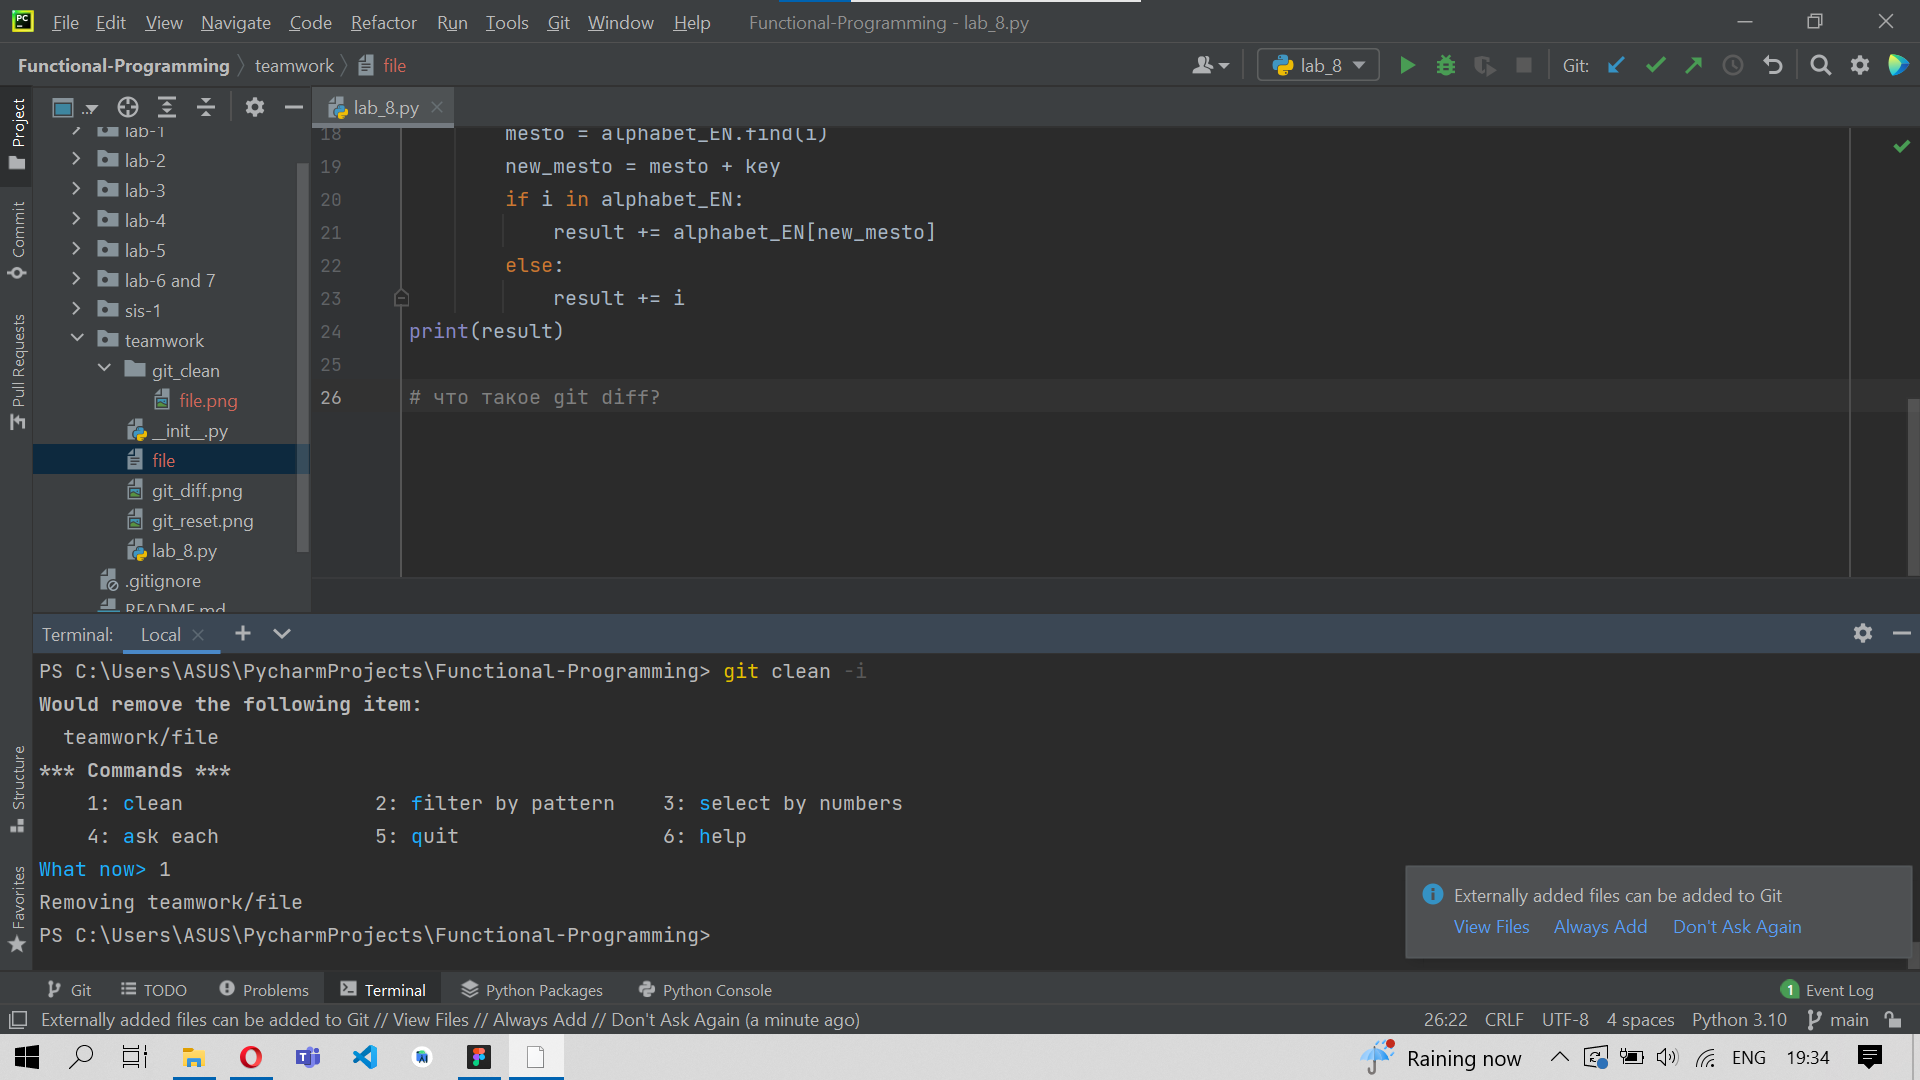 File Edit View Navigate Code Refactor Run Tools Git Window Help Functional-Programming - lab_8.py
Functional-Programming teamwork file lab_8 Git:
Project
Commit
Pull Requests
Structure
Favorites
lab-1
lab-2
lab-3
lab-4
lab-5
lab-6 and 7
sis-1
teamwork
git_clean
file.png
__init__.py
file
git_diff.png
git_reset.png
lab_8.py
.gitignore
README.md
lab_8.py
18 mesto = alphabet_EN.find(i)
19 new_mesto = mesto + key
20 if i in alphabet_EN:
21 result += alphabet_EN[new_mesto]
22 else:
23 result += i
24 print(result)
25
26 # что такое git diff?
Terminal: Local
PS C:\Users\ASUS\PycharmProjects\Functional-Programming> git clean -i
Would remove the following item:
teamwork/file
*** Commands ***
1: clean 2: filter by pattern 3: select by numbers
4: ask each 5: quit 6: help
What now> 1
Removing teamwork/file
PS C:\Users\ASUS\PycharmProjects\Functional-Programming>
Externally added files can be added to Git
View Files Always Add Don't Ask Again
Git TODO Problems Terminal Python Packages Python Console 1 Event Log
Externally added files can be added to Git // View Files // Always Add // Don't Ask Again (a minute ago) 26:22 CRLF UTF-8 4 spaces Python 3.10 main
Raining now ENG 19:34